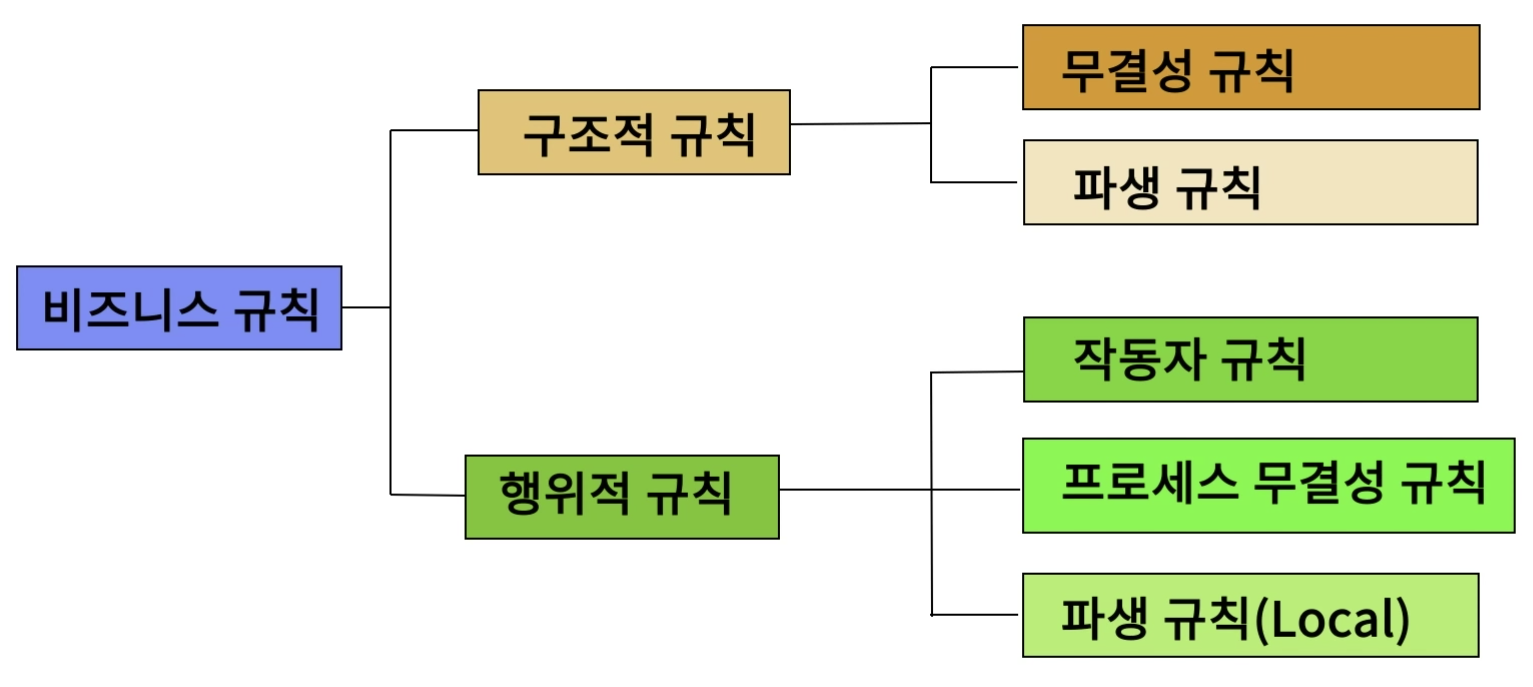 무결성 규칙
구조적 규칙
파생 규칙
비즈니스 규칙
작동자 규칙
행위적 규칙
프로세스 무결성 규칙
파생 규칙(Local)